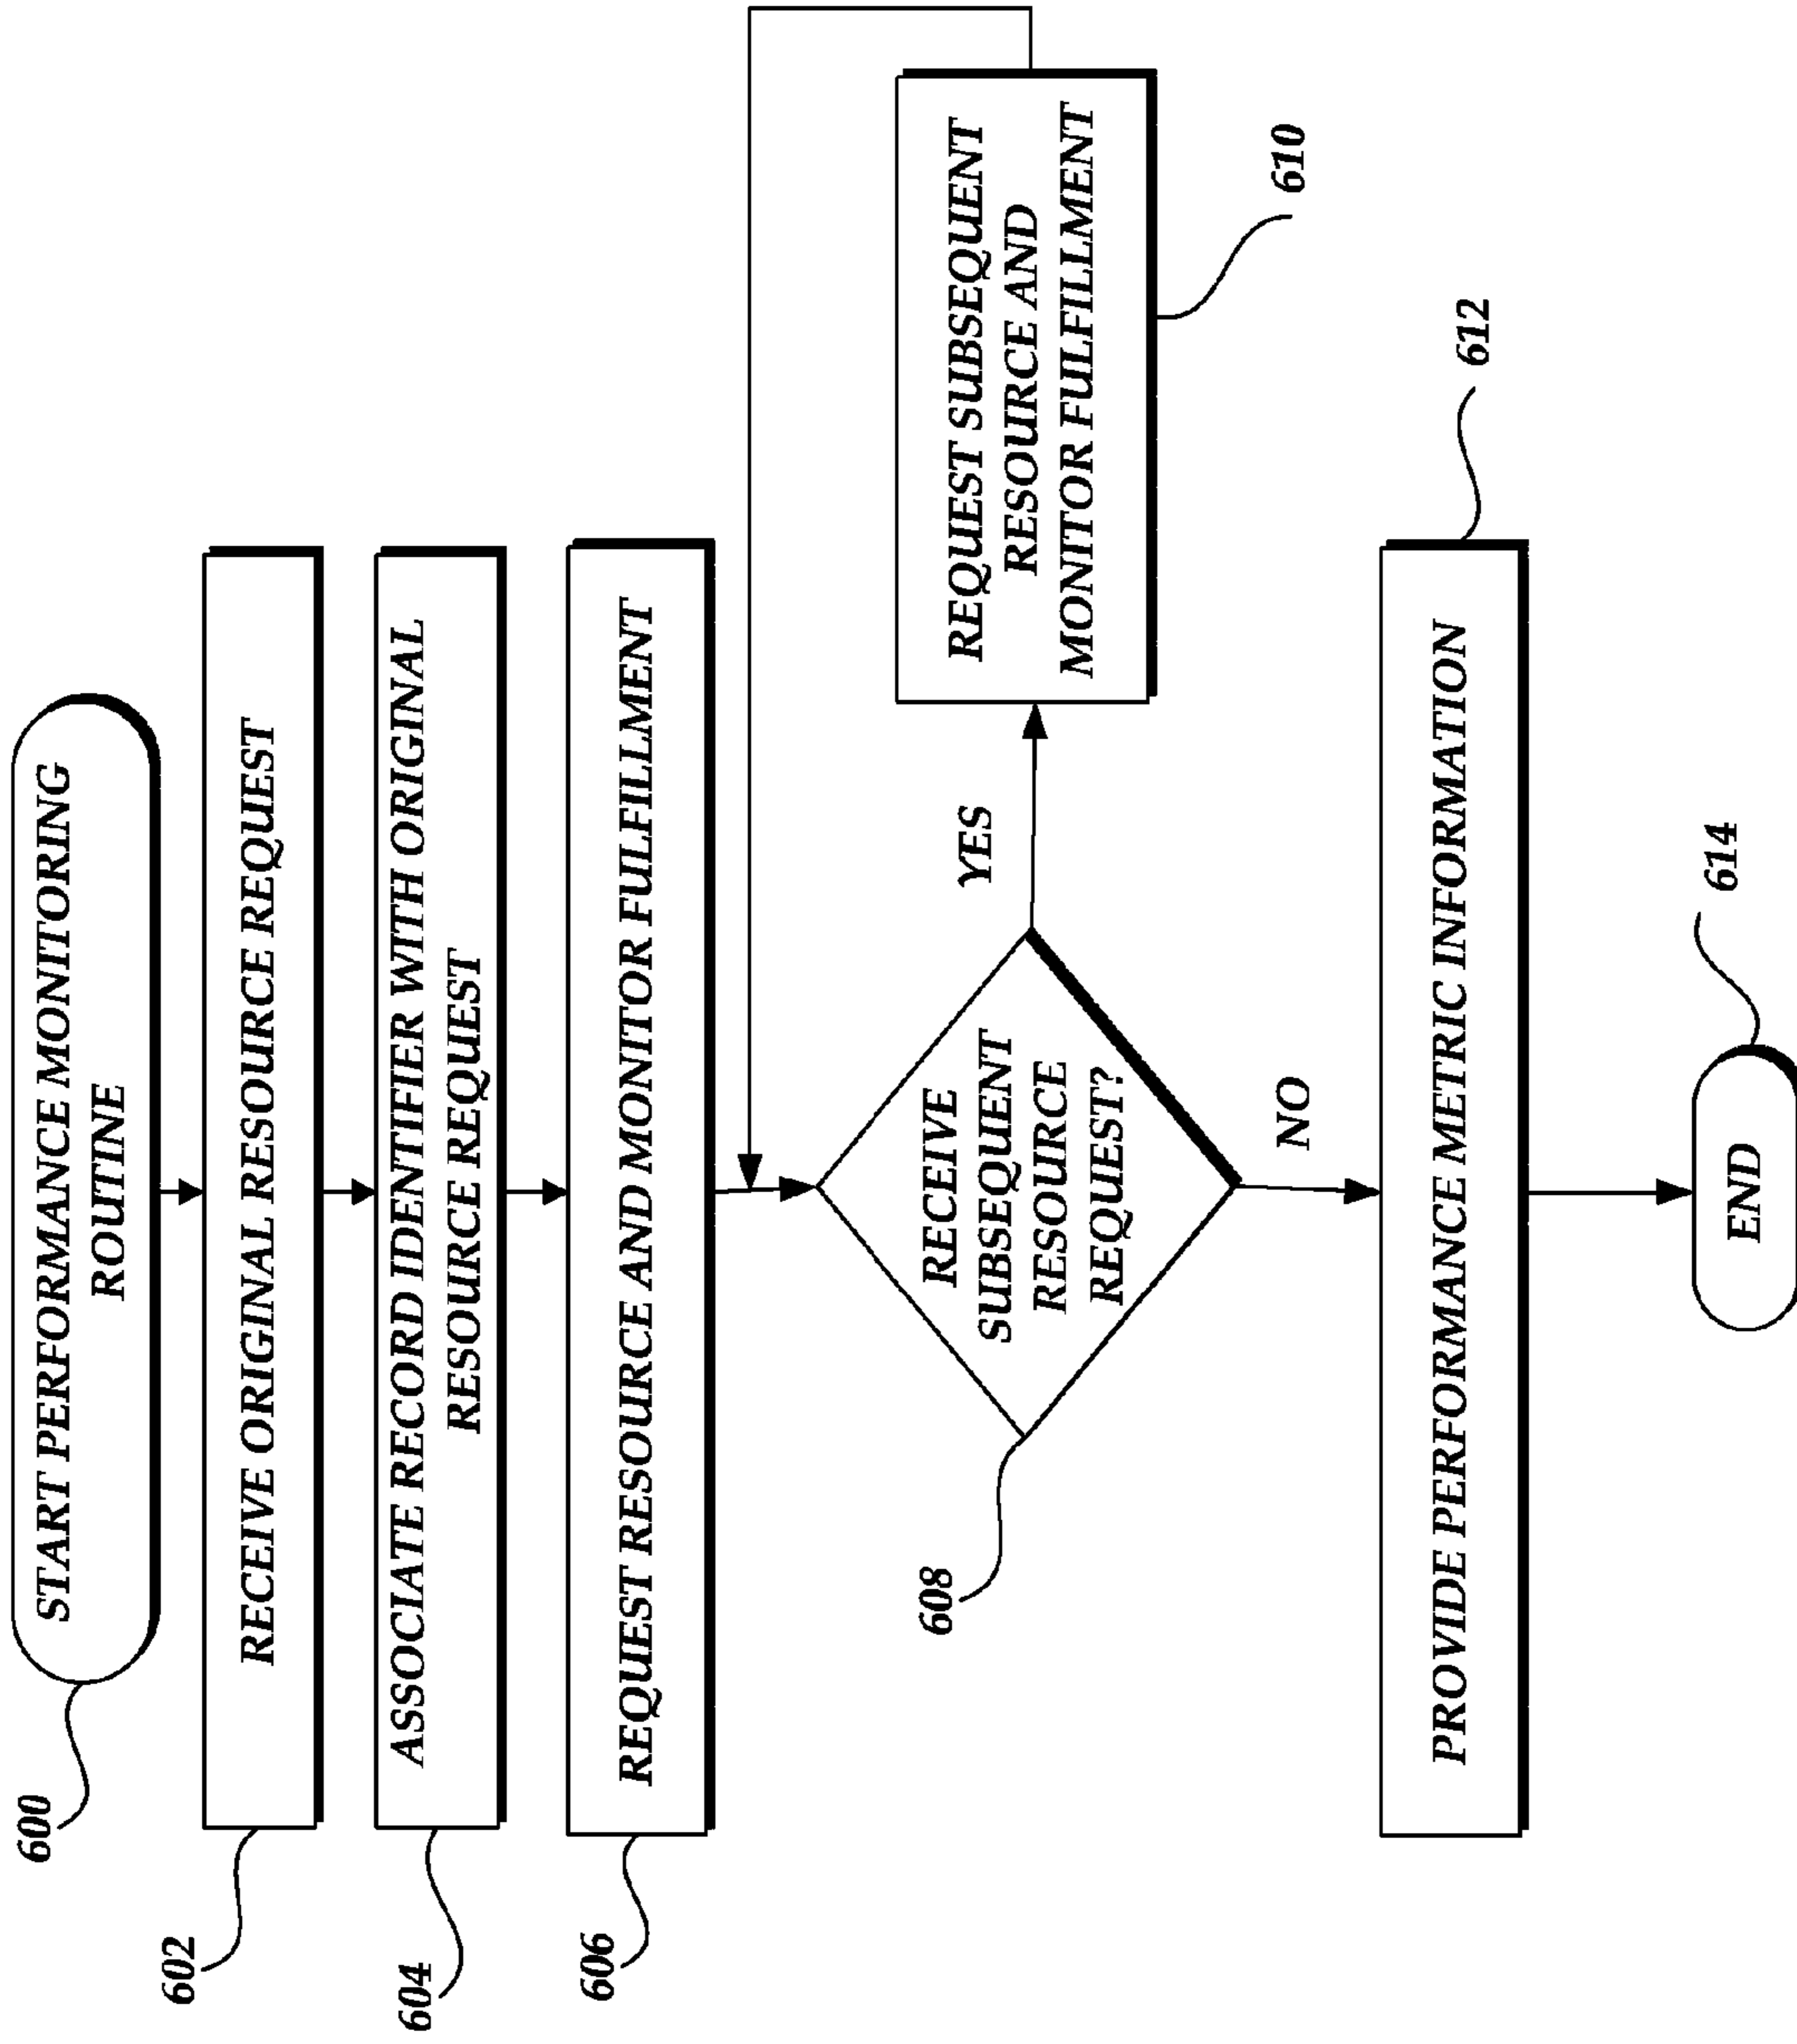 600
START PERFORMANCE MONITORING
ROUTINE
602
RECEIVE ORIGINAL RESOURCE REQUEST
604
ASSOCIATE RECORD IDENTIFIER WITH ORIGINAL
RESOURCE REQUEST
606
REQUEST RESOURCE AND MONITOR FULFILLMENT
608
RECEIVE
SUBSEQUENT
RESOURCE
REQUEST?
YES
REQUEST SUBSEQUENT
RESOURCE AND
MONITOR FULFILLMENT
610
NO
PROVIDE PERFORMANCE METRIC INFORMATION
612
END
614